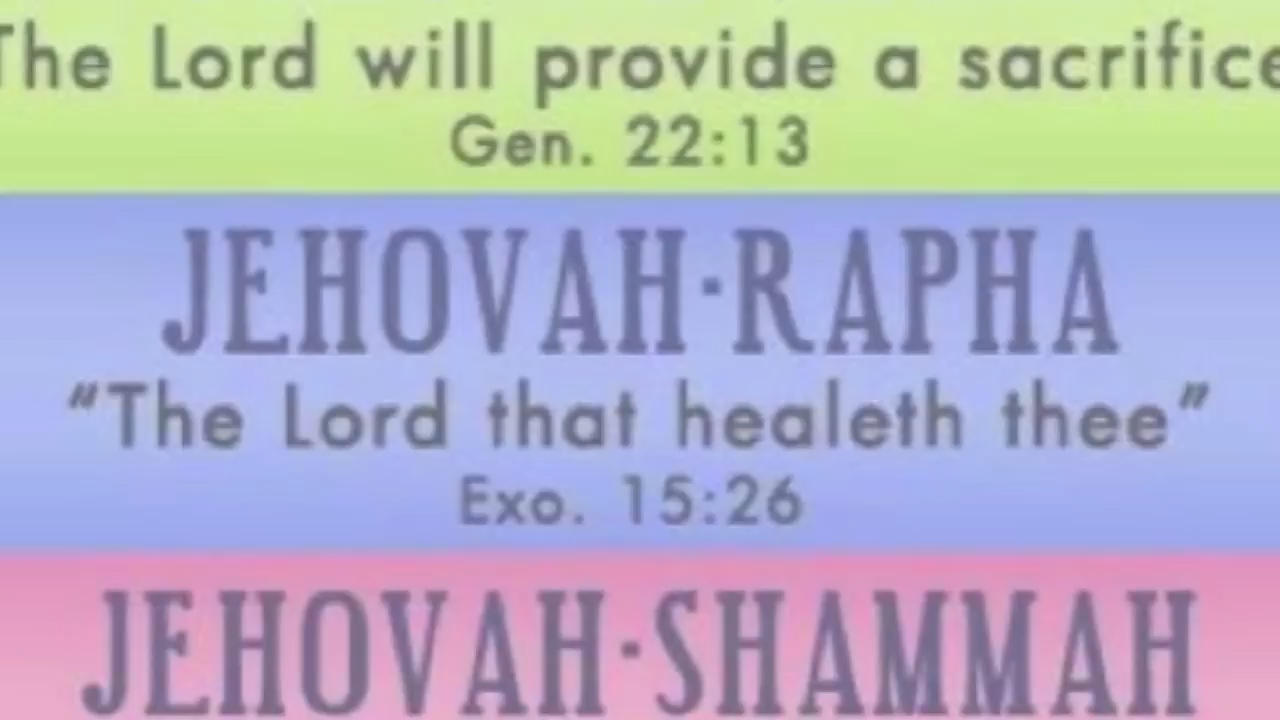 The Lord will provide a sacrifice
Gen. 22:13
JEHOVAH·RAPHA
“The Lord that healeth thee”
Exo. 15:26
JEHOVAH·SHAMMAH